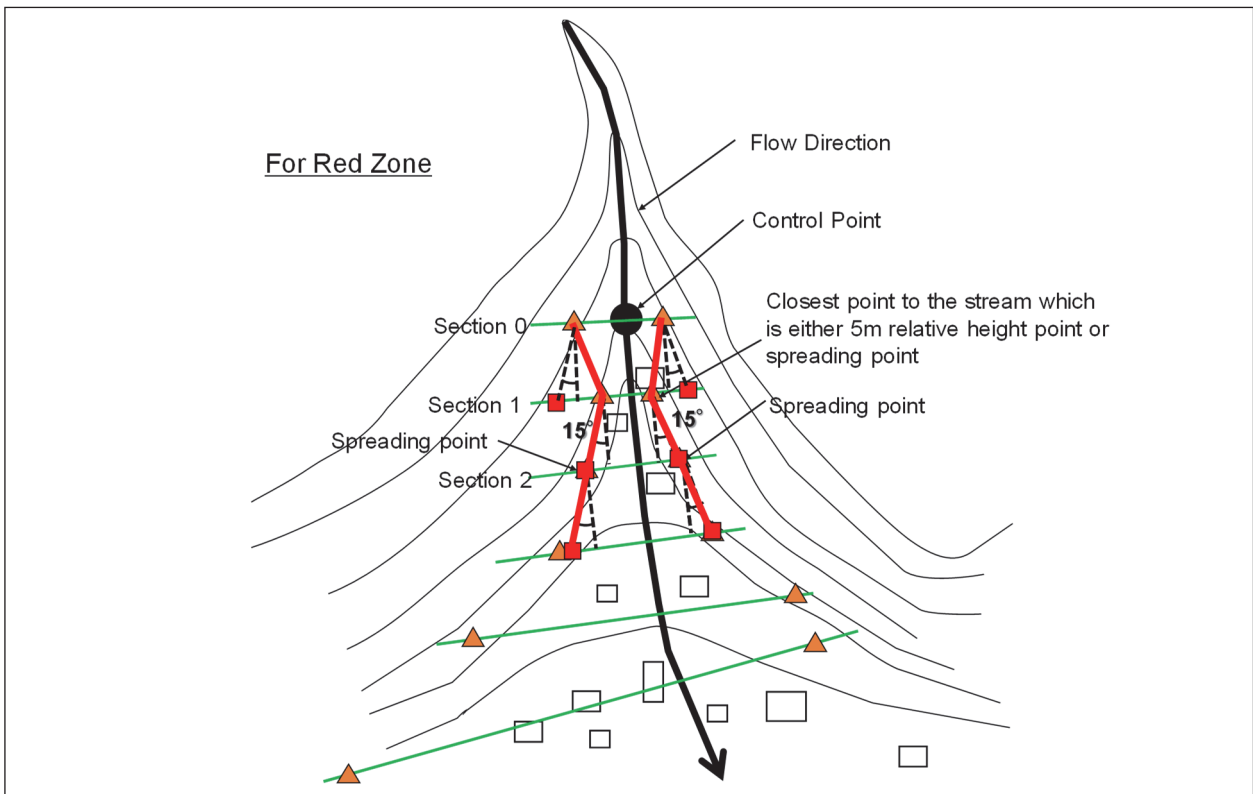 For Red Zone
Flow Direction
Control Point
Closest point to the stream which
is either 5m relative height point or
spreading point
Section 0
Section 1
Spreading point
15°
15°
Spreading point
Section 2